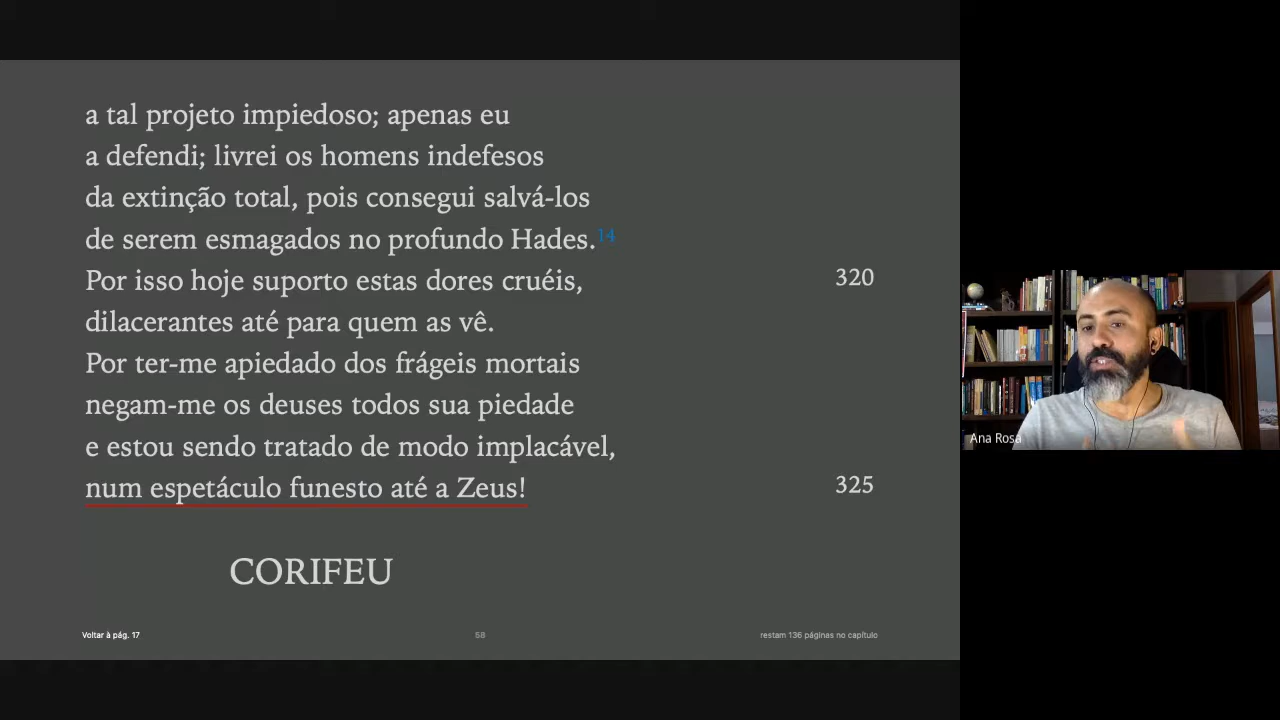 a tal projeto impiedoso; apenas eu
a defendi; livrei os homens indefesos
da extinção total, pois consegui salvá-los
de serem esmagados no profundo Hades.14
Por isso hoje suporto estas dores cruéis, 320
dilacerantes até para quem as vê.
Por ter-me apiedado dos frágeis mortais
negam-me os deuses todos sua piedade
e estou sendo tratado de modo implacável,
num espetáculo funesto até a Zeus! 325
CORIFEU
Voltar à pág. 17 58 restam 136 páginas no capítulo
Ana Rosa